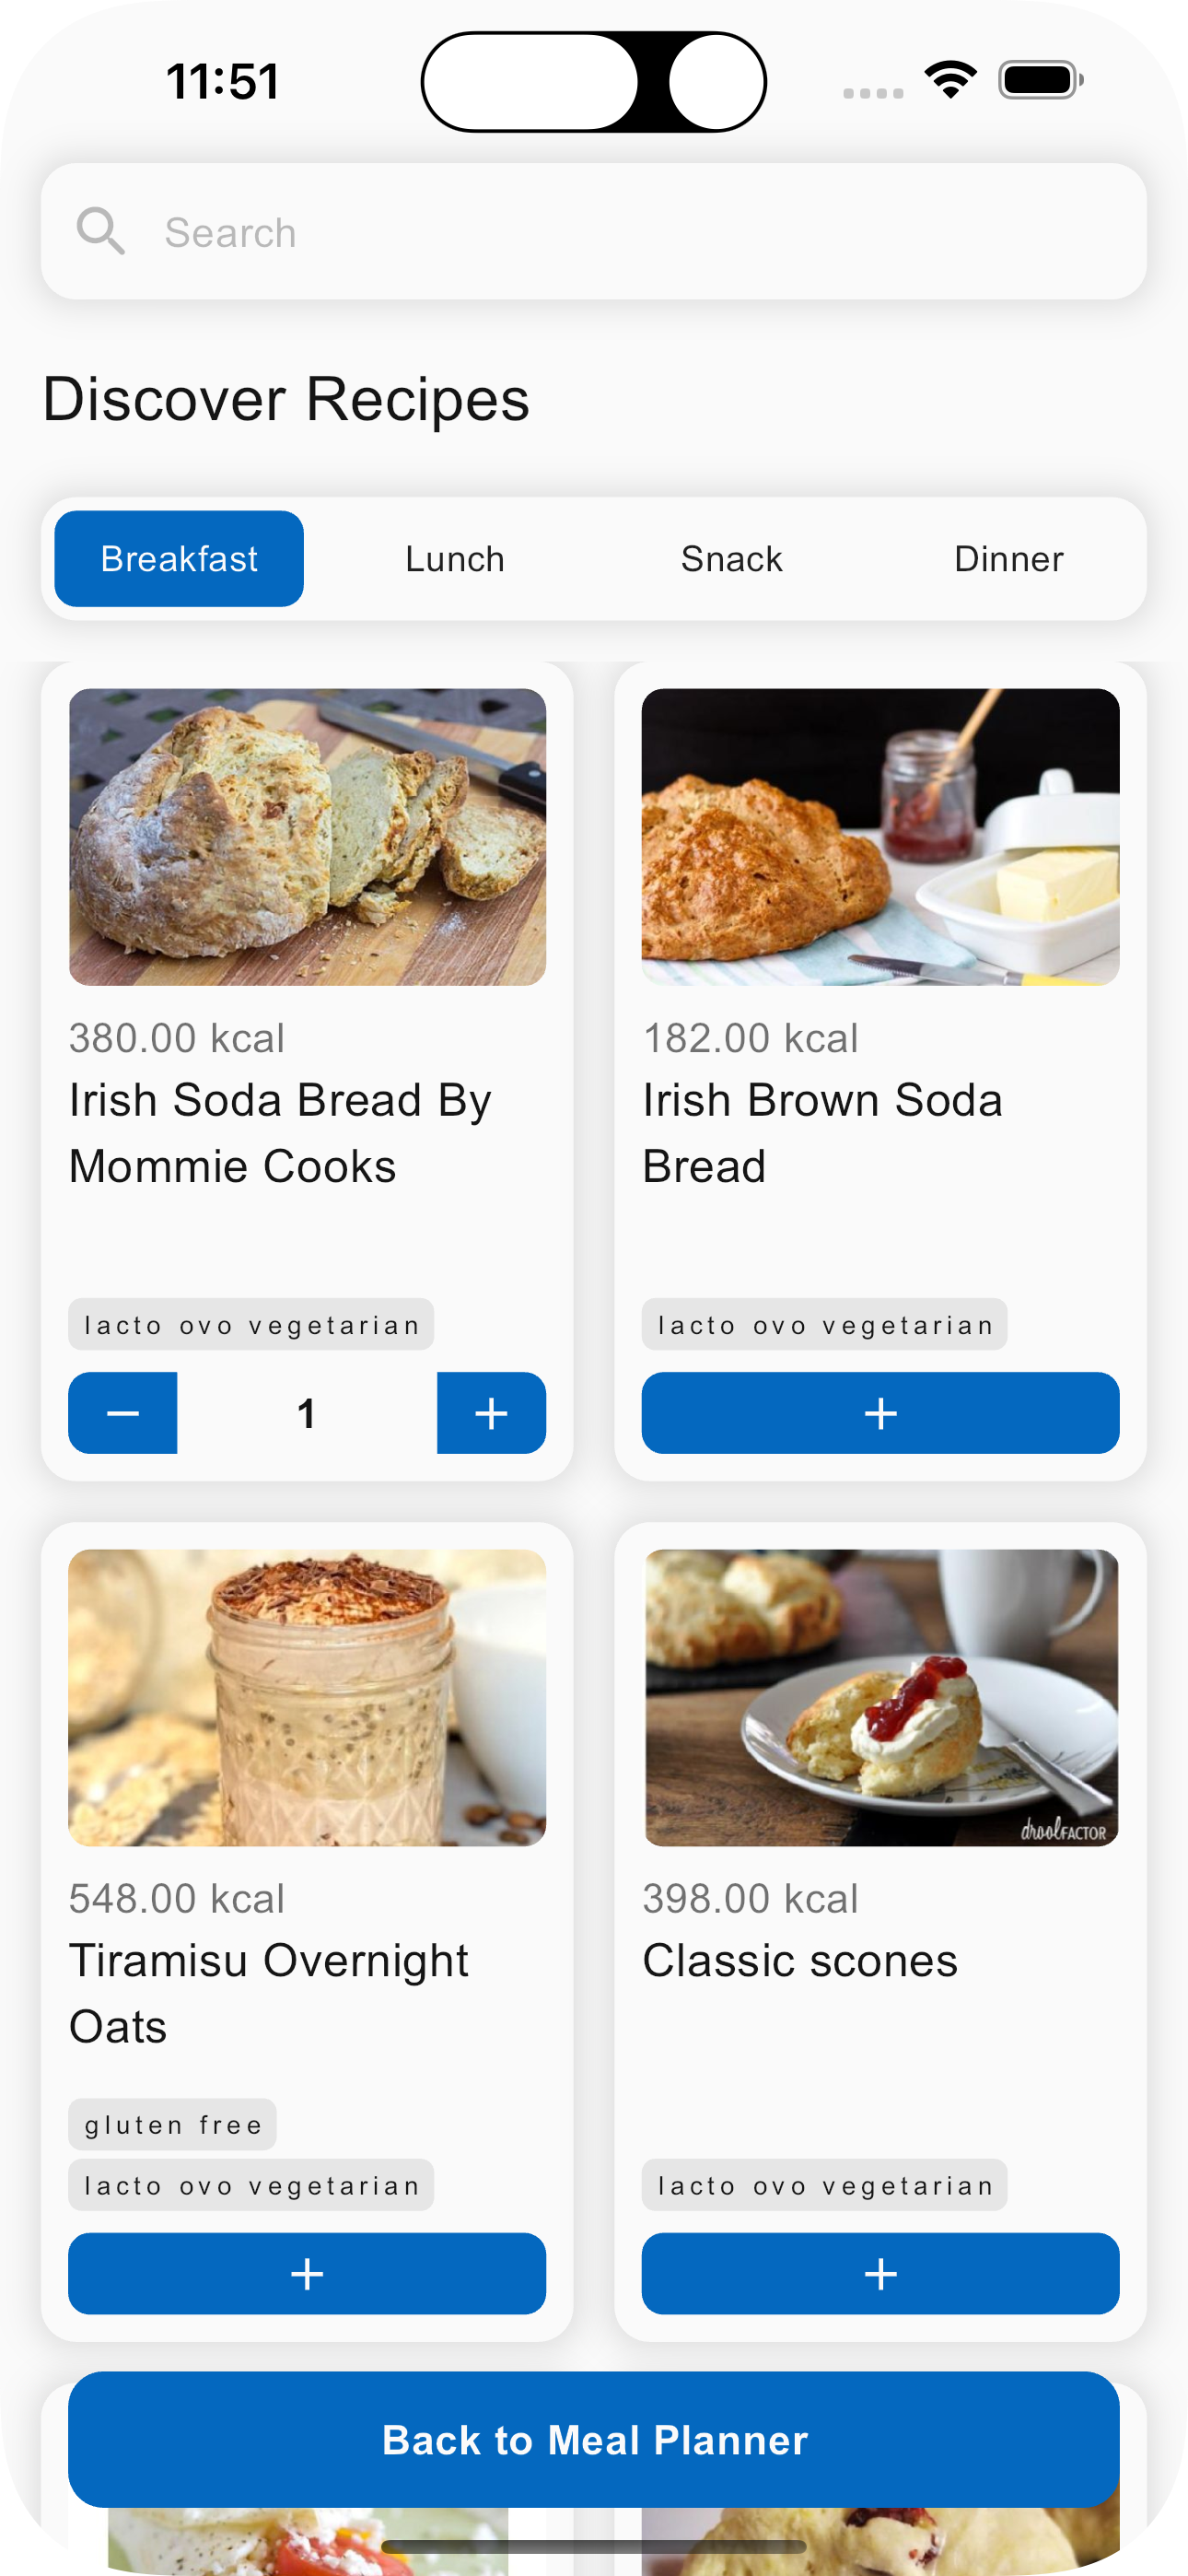 11:51
Search
Discover Recipes
Breakfast Lunch Snack Dinner
380.00 kcal
Irish Soda Bread By
Mommie Cooks
lacto ovo vegetarian
1
182.00 kcal
Irish Brown Soda
Bread
lacto ovo vegetarian
548.00 kcal
Tiramisu Overnight
Oats
gluten free
lacto ovo vegetarian
droolFACTOR
398.00 kcal
Classic scones
lacto ovo vegetarian
Back to Meal Planner